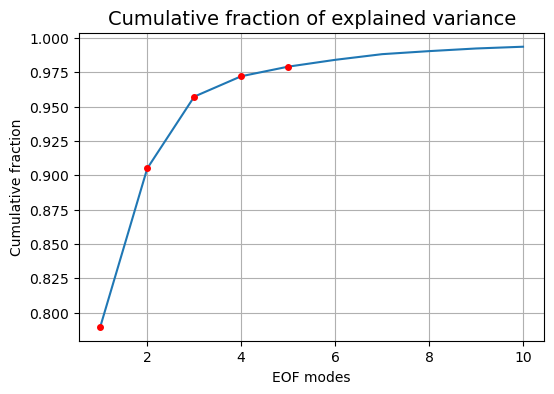 Cumulative fraction of explained variance
1.000
0.975
0.950
0.925
0.900
0.875
0.850
0.825
0.800
Cumulative fraction
2 4 6 8 10
EOF modes